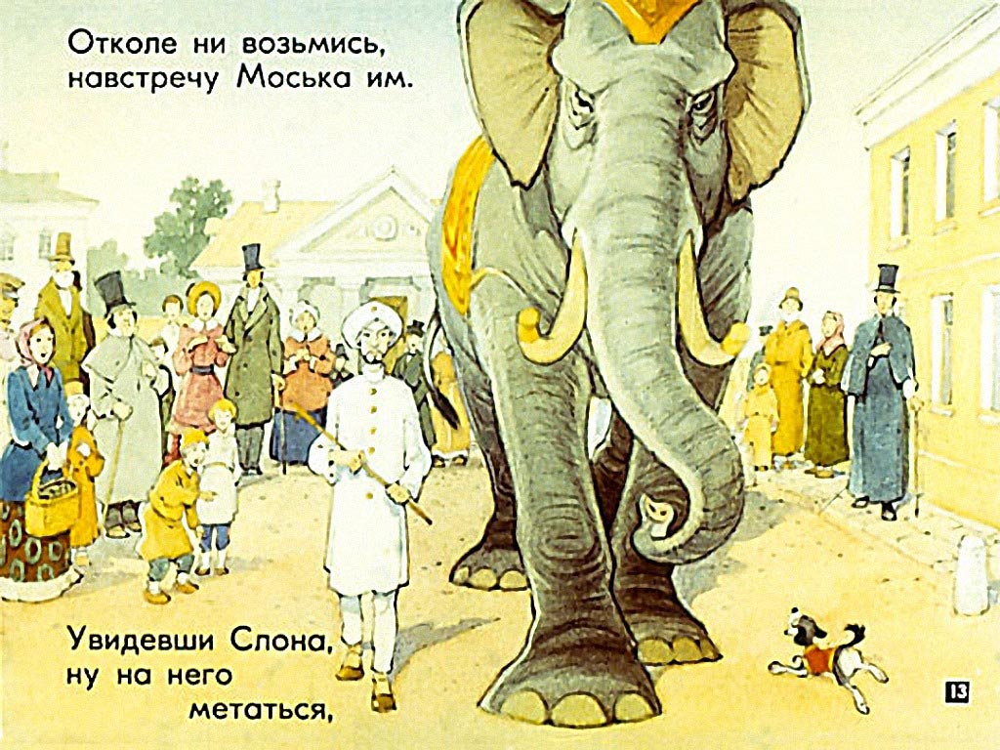 Отколе ни возьмись,
навстречу Моська им.
Увидевши Слона,
ну на него
метаться,
13